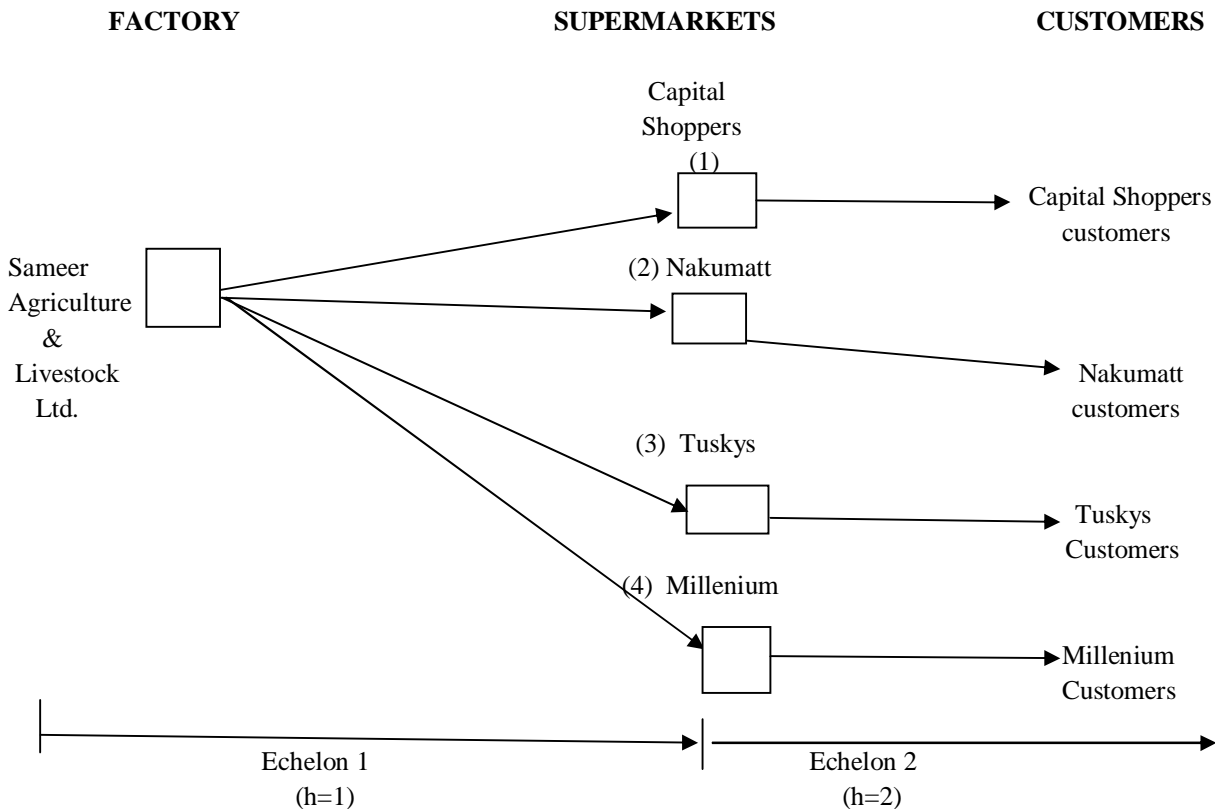 FACTORY
SUPERMARKETS
CUSTOMERS
Capital
Shoppers
(1)
Capital Shoppers
customers
Sameer
Agriculture
&
Livestock
Ltd.
(2) Nakumatt
Nakumatt
customers
(3) Tuskys
Tuskys
Customers
(4) Millenium
Millenium
Customers
Echelon 1
(h=1)
Echelon 2
(h=2)